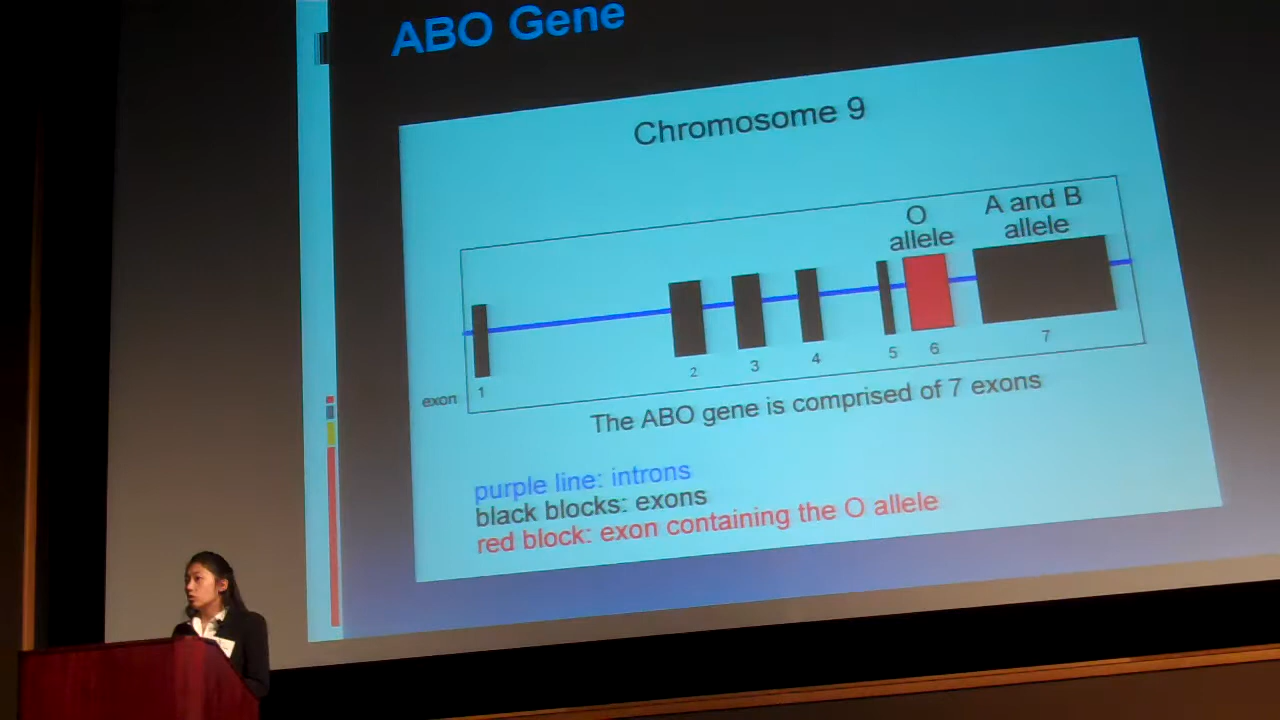 ABO Gene
Chromosome 9
O
allele
A and B
allele
exon 1 2 3 4 5 6 7
The ABO gene is comprised of 7 exons
purple line: introns
black blocks: exons
red block: exon containing the O allele